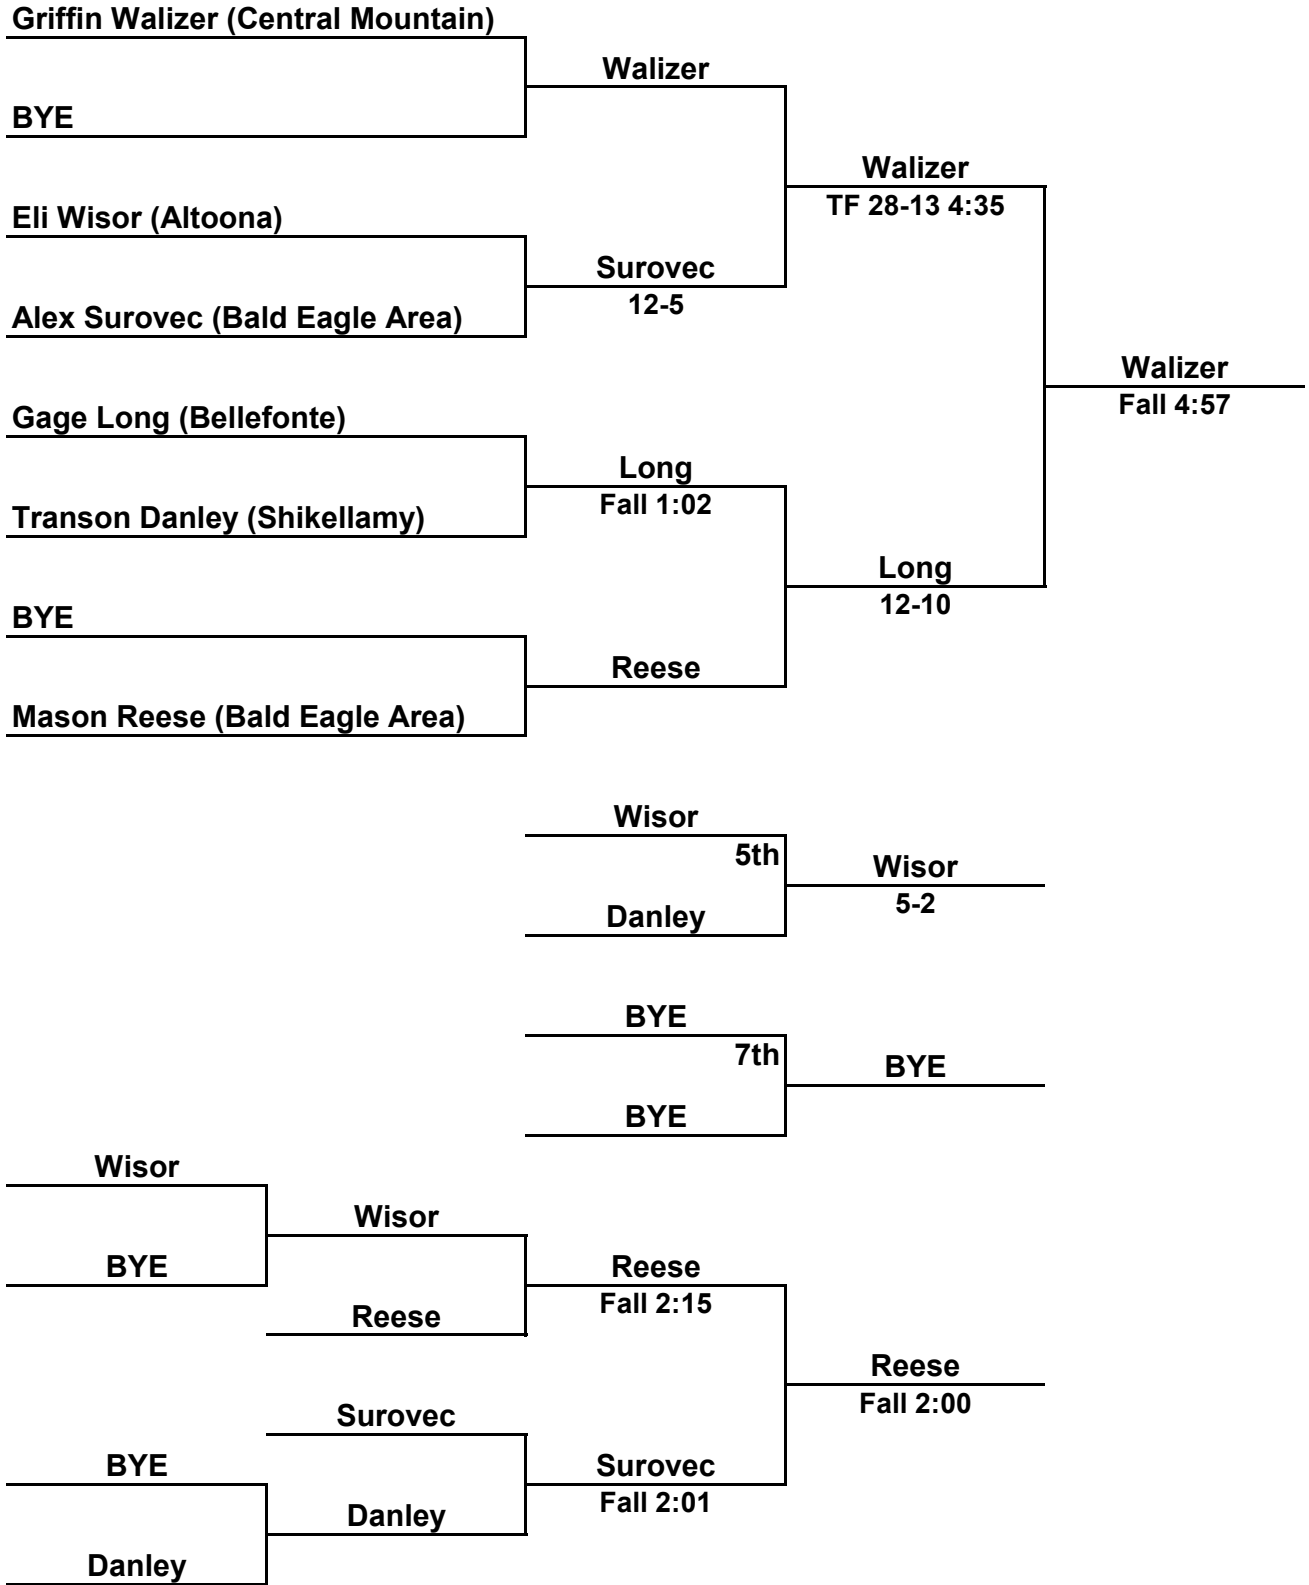 Griffin Walizer (Central Mountain)
Walizer
BYE
Walizer
TF 28-13 4:35
Eli Wisor (Altoona)
Surovec
12-5
Alex Surovec (Bald Eagle Area)
Walizer
Fall 4:57
Gage Long (Bellefonte)
Long
Fall 1:02
Transon Danley (Shikellamy)
Long
12-10
BYE
Reese
Mason Reese (Bald Eagle Area)
Wisor
5th
Wisor
5-2
Danley
BYE
7th
BYE
BYE
Wisor
Wisor
BYE
Reese
Fall 2:15
Reese
Reese
Fall 2:00
Surovec
BYE
Surovec
Fall 2:01
Danley
Danley